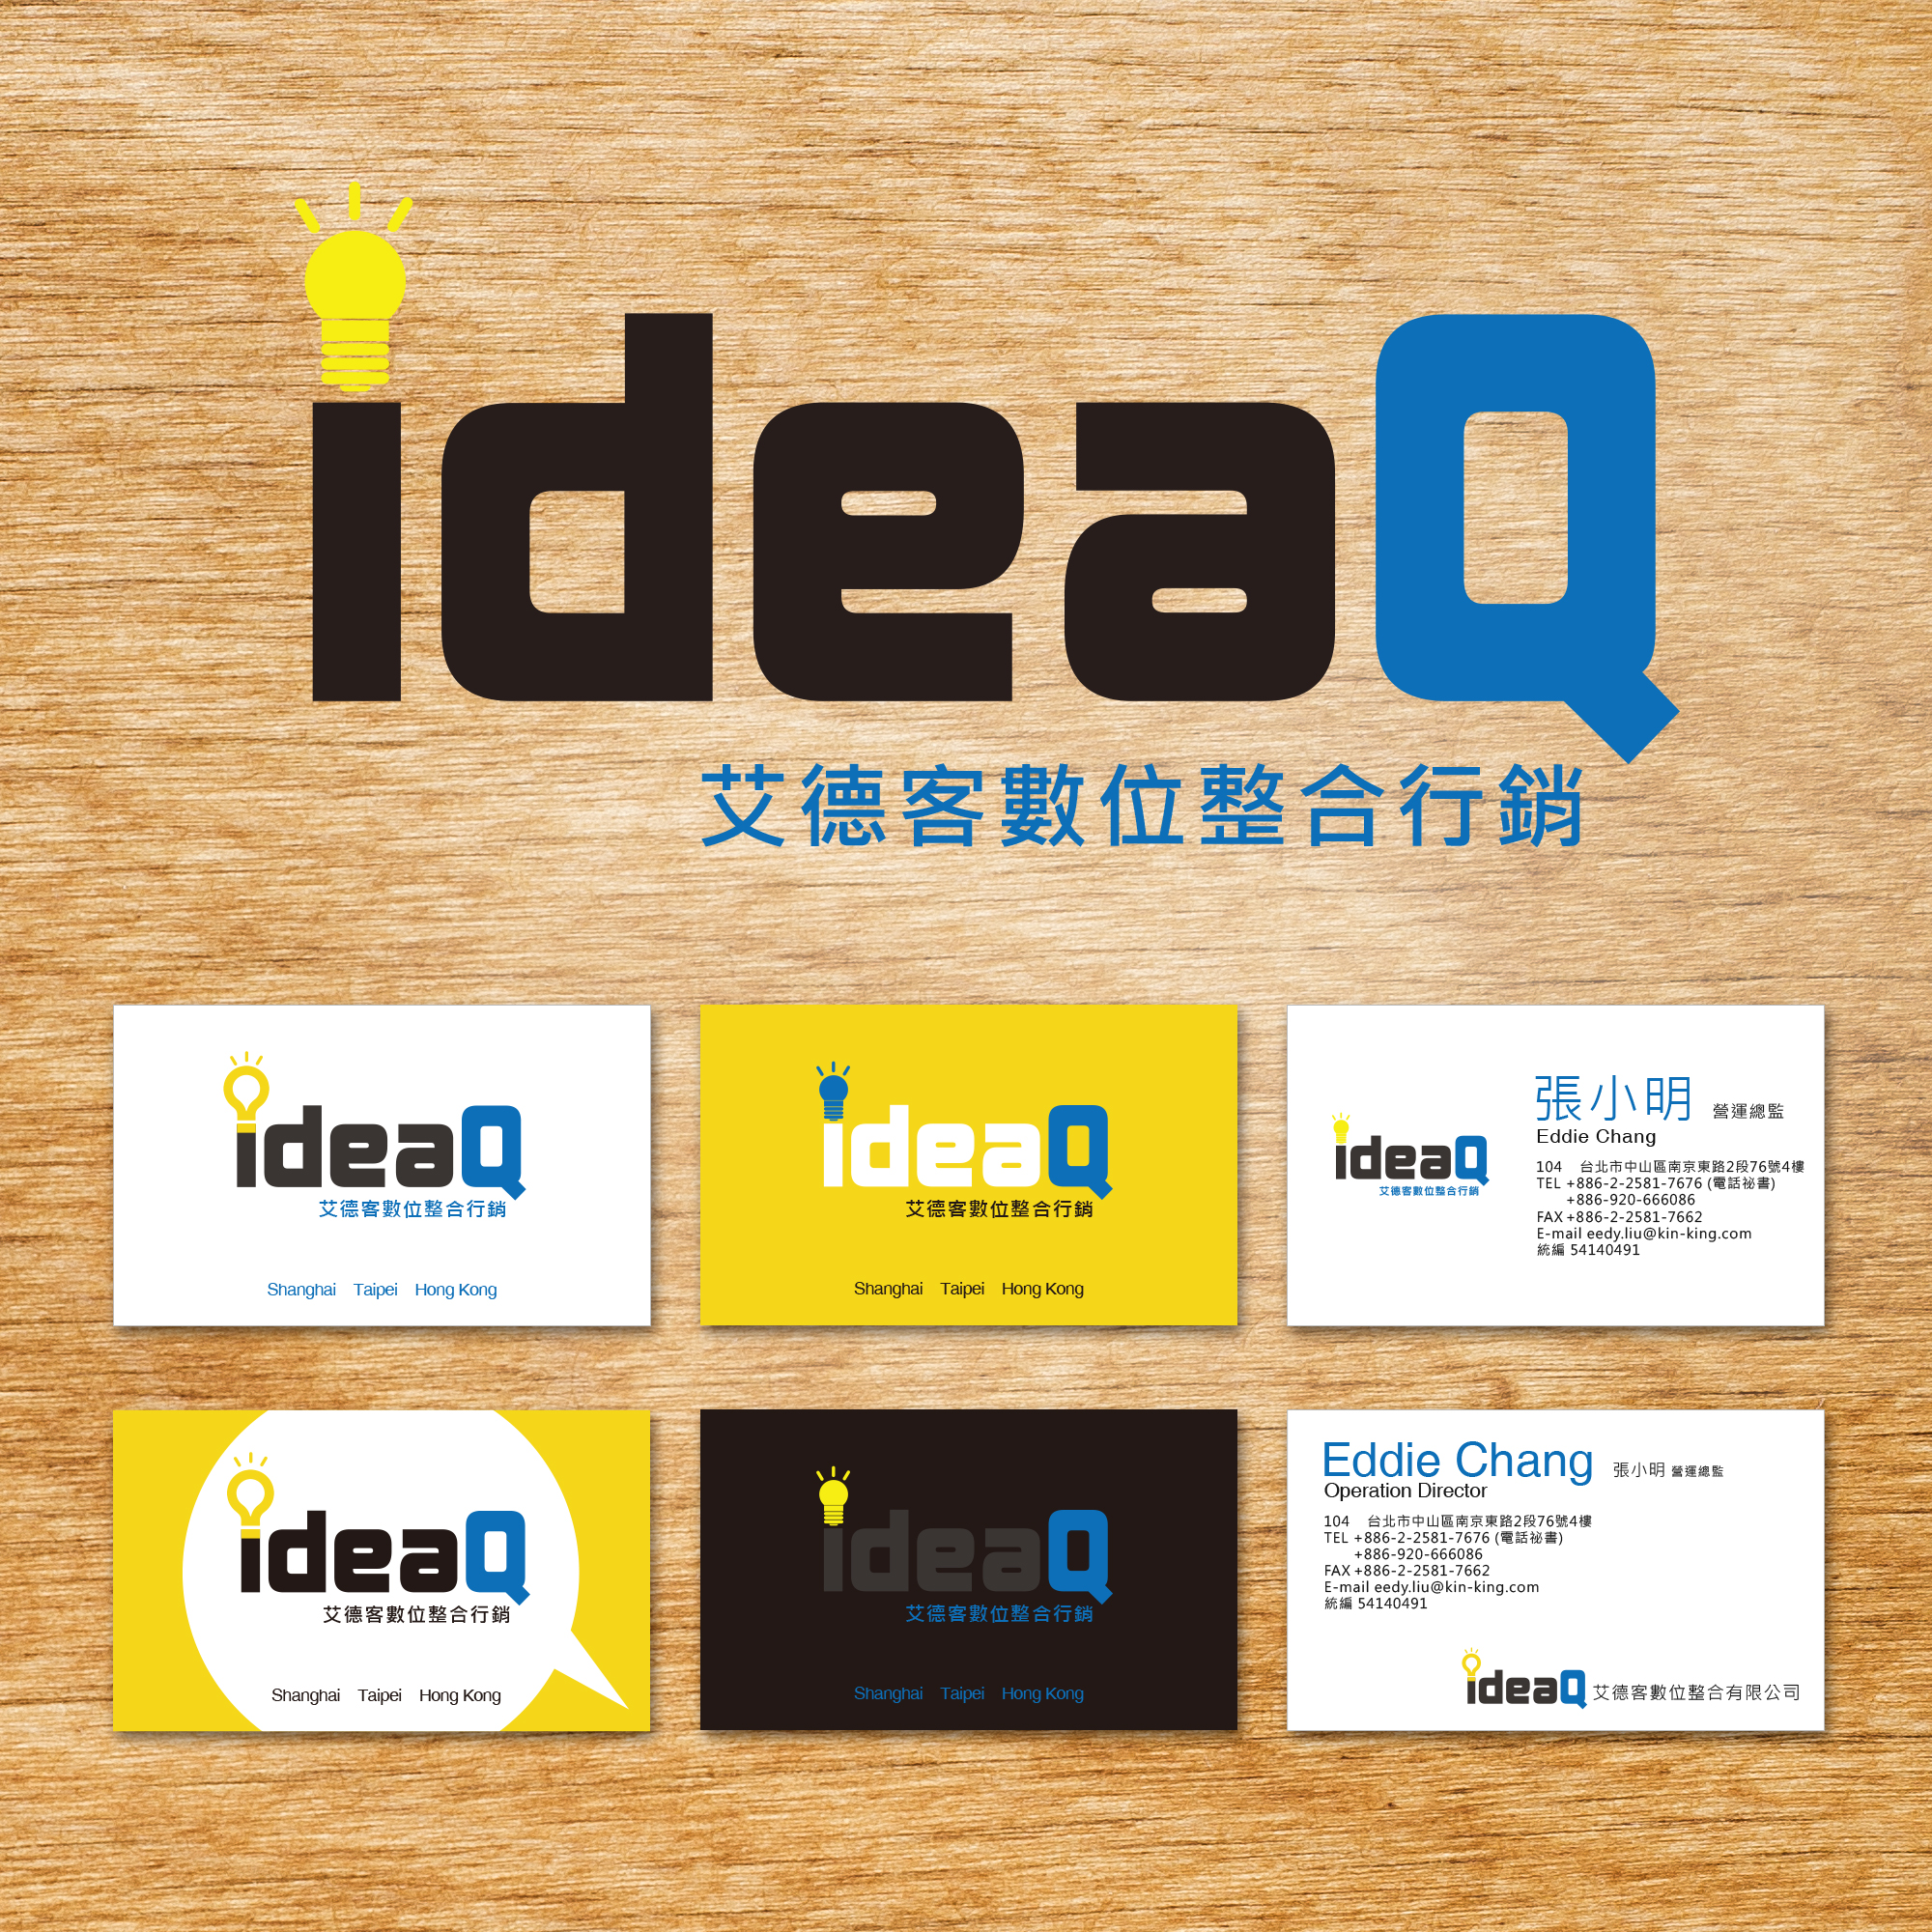 ideaQ
艾德客數位整合行銷
ideaQ
艾德客數位整合行銷
Shanghai Taipei Hong Kong
ideaQ
艾德客數位整合行銷
Shanghai Taipei Hong Kong
ideaQ
艾德客數位整合行銷
張小明 營運總監
Eddie Chang
104 台北市中山區南京東路2段76號4樓
TEL +886-2-2581-7676 (電話祕書)
+886-920-666086
FAX +886-2-2581-7662
E-mail eedy.liu@kin-king.com
統編 54140491
ideaQ
艾德客數位整合行銷
Shanghai Taipei Hong Kong
ideaQ
艾德客數位整合行銷
Shanghai Taipei Hong Kong
Eddie Chang 張小明 營運總監
Operation Director
104 台北市中山區南京東路2段76號4樓
TEL +886-2-2581-7676 (電話祕書)
+886-920-666086
FAX +886-2-2581-7662
E-mail eedy.liu@kin-king.com
統編 54140491
ideaQ 艾德客數位整合有限公司